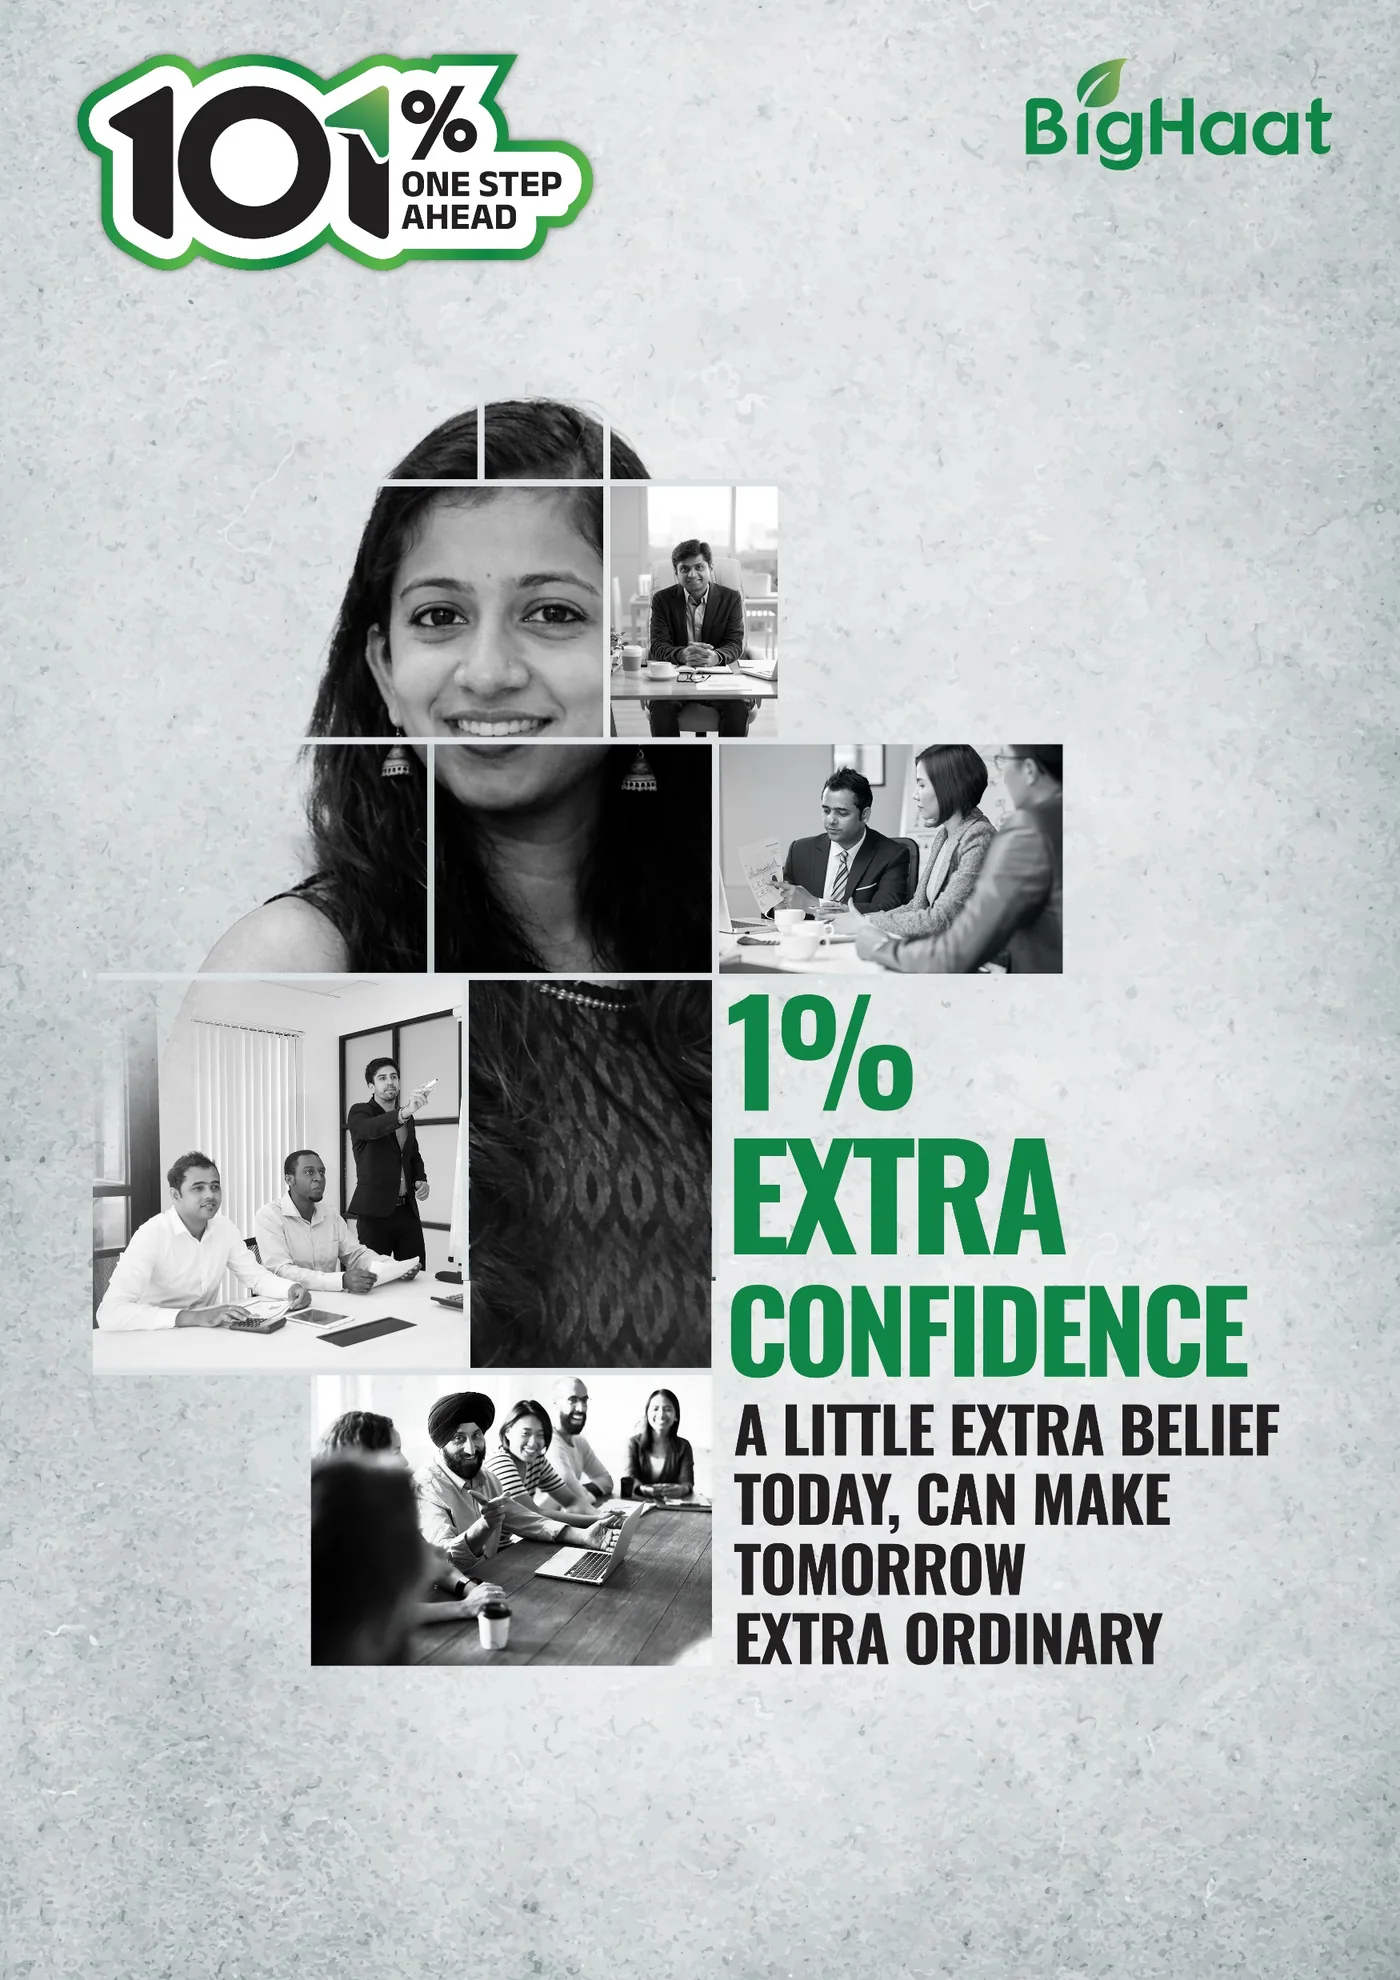 101%
ONE STEP
AHEAD
BigHaat
1%
EXTRA
CONFIDENCE
A LITTLE EXTRA BELIEF
TODAY, CAN MAKE
TOMORROW
EXTRA ORDINARY